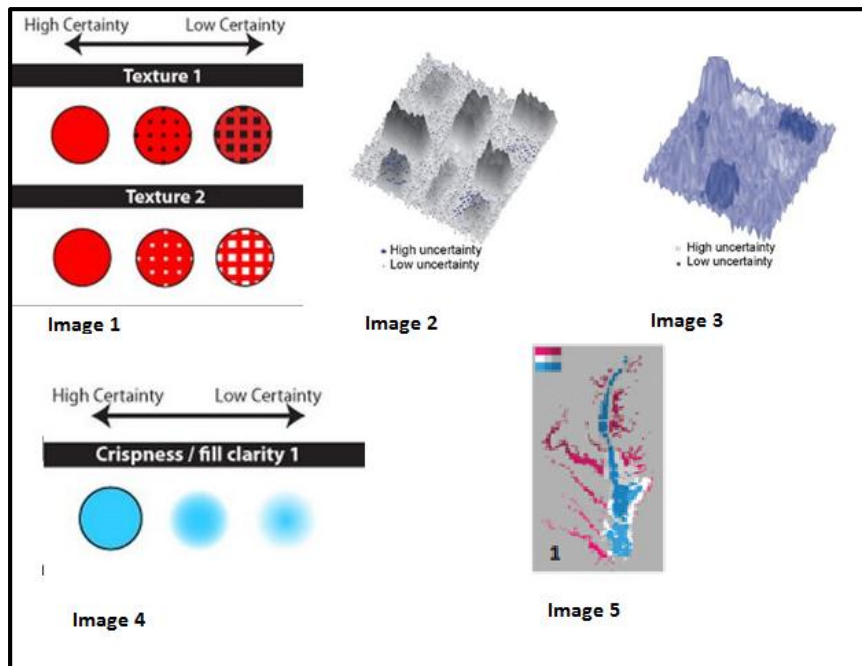 High Certainty Low Certainty
Texture 1
Texture 2
Image 1
High uncertainty
Low uncertainty
Image 2
High uncertainty
Low uncertainty
Image 3
High Certainty Low Certainty
Crispness / fill clarity 1
Image 4
1
Image 5